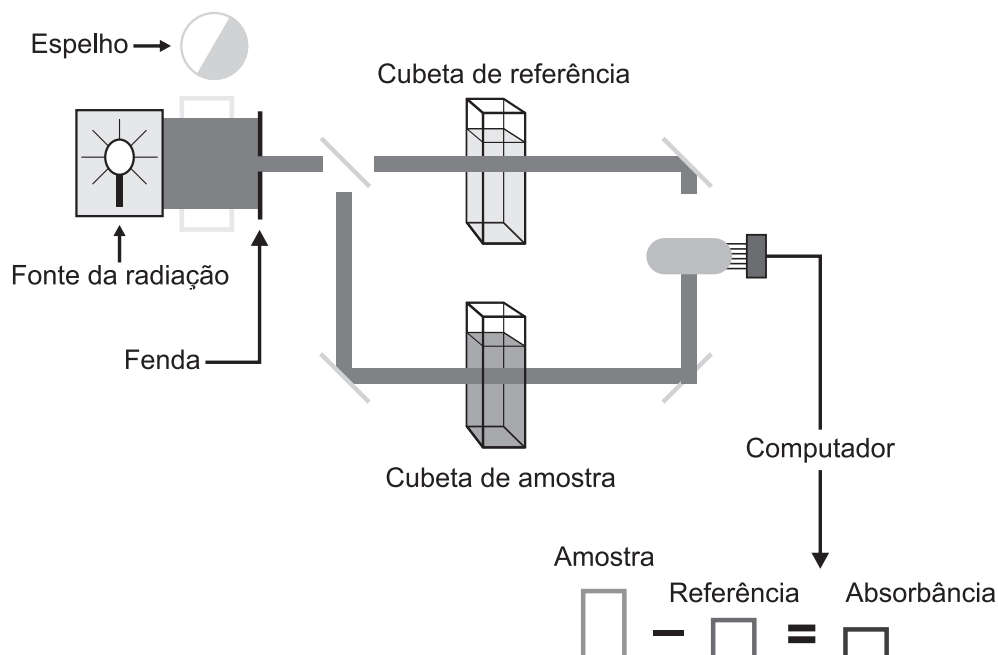 Espelho
Cubeta de referência
Fonte da radiação
Fenda
Computador
Cubeta de amostra
Amostra
Referência
Absorbância